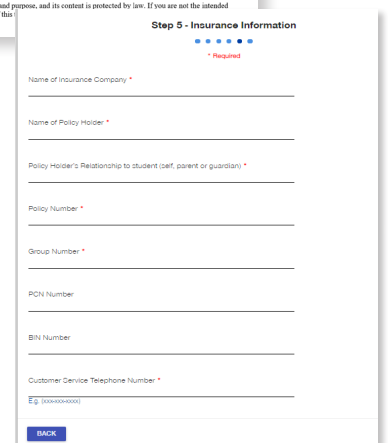 and purpose, and its content is protected by law. If you are not the intended
this
Step 5 - Insurance Information
* Required
Name of Insurance Company *
Name of Policy Holder *
Policy Holder's Relationship to student (self, parent or guardian) *
Policy Number *
Group Number *
PCN Number
BIN Number
Customer Service Telephone Number *
E.g. (xxx-xxx-xxxx)
BACK